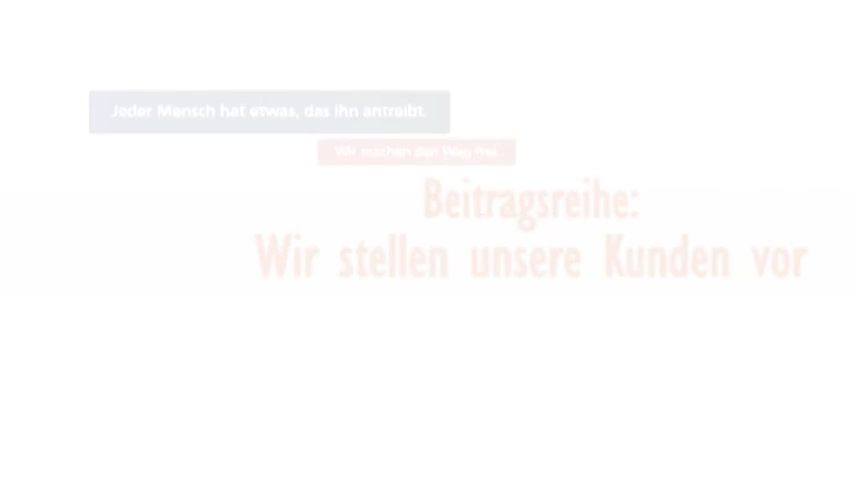 Jeder Mensch hat etwas, das ihn antreibt.
Wir machen den Weg frei.
Beitragsreihe:
Wir stellen unsere Kunden vor